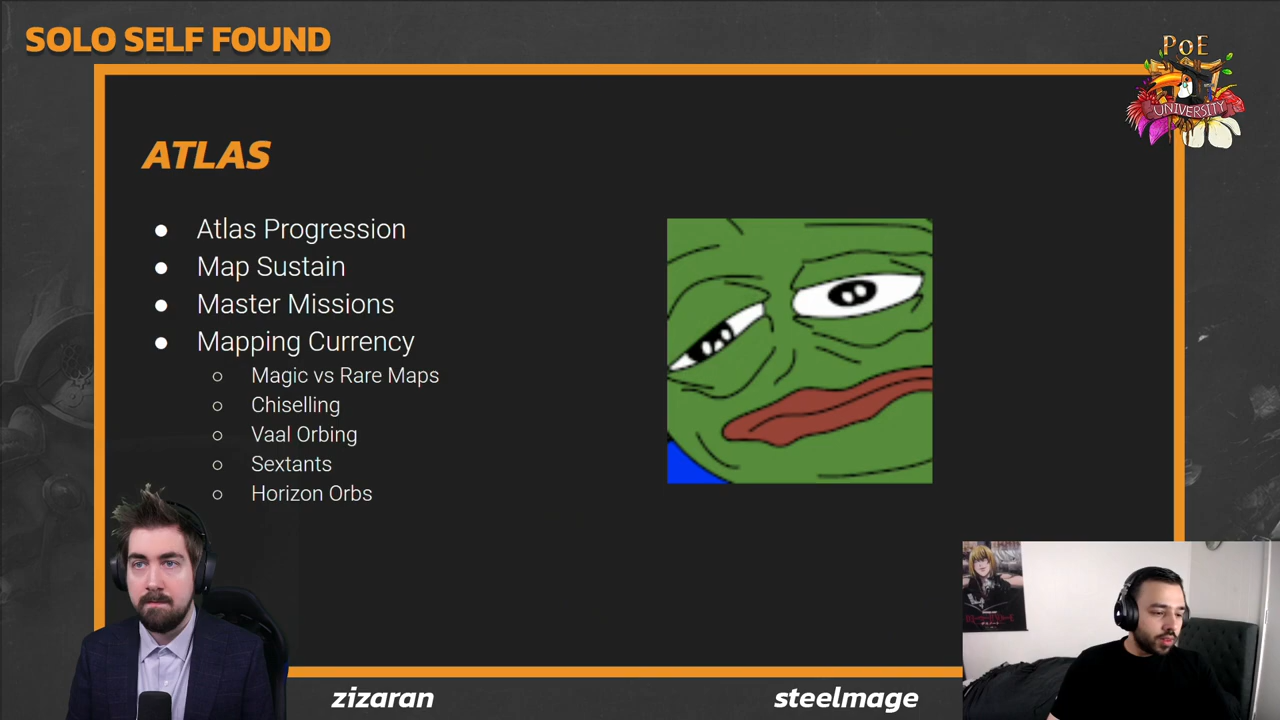 SOLO SELF FOUND
PoE
UNIVERSITY
ATLAS
● Atlas Progression
● Map Sustain
● Master Missions
● Mapping Currency
○ Magic vs Rare Maps
○ Chiselling
○ Vaal Orbing
○ Sextants
○ Horizon Orbs
zizaran
steelmage